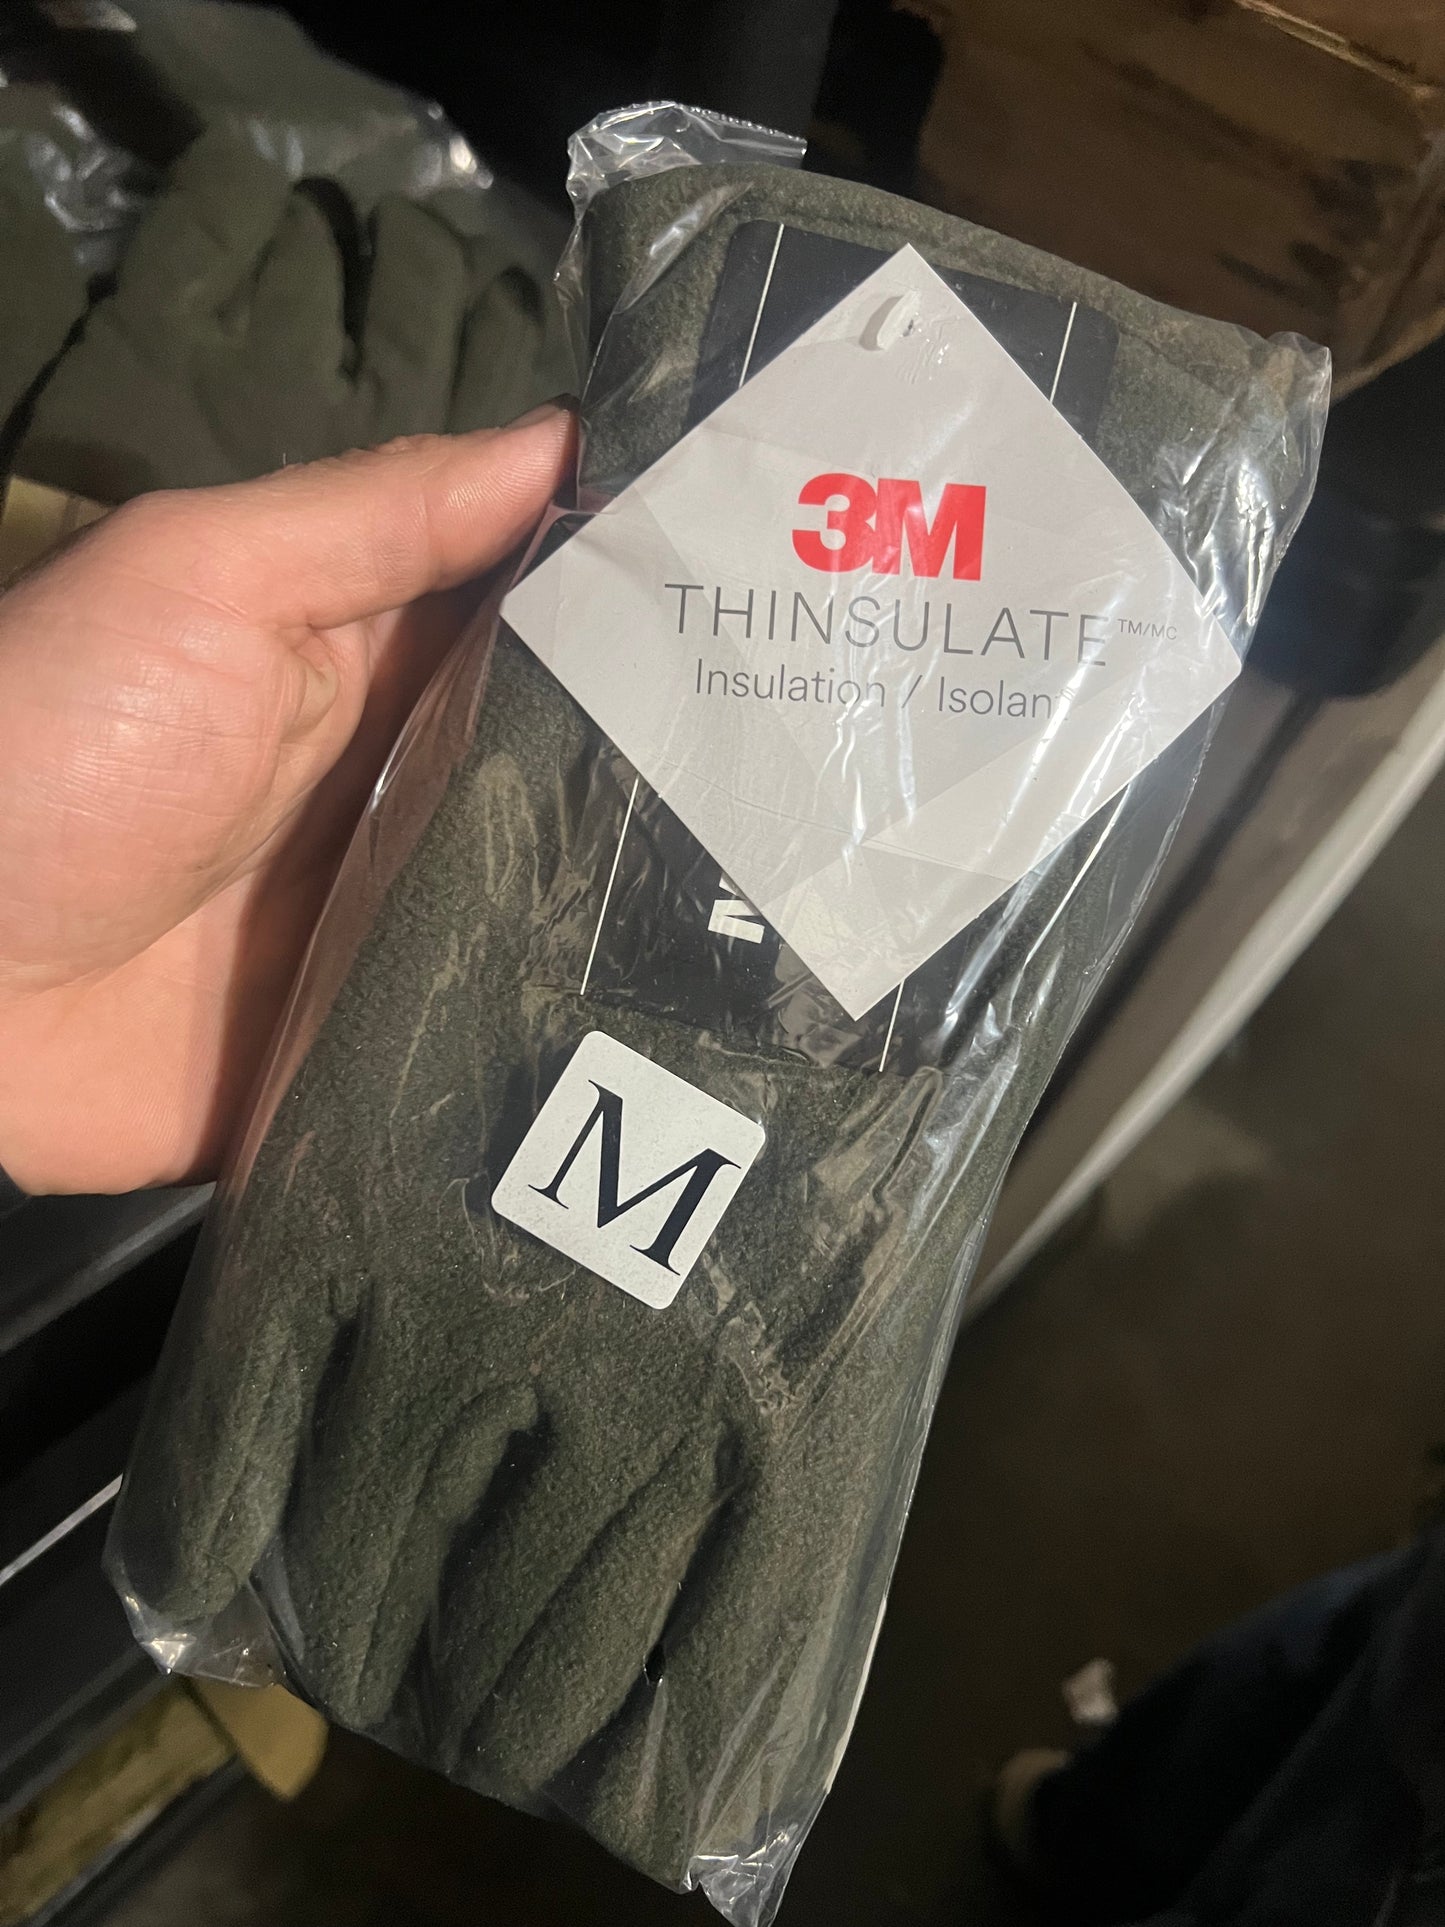 3M
THINSULATE™/MC
Insulation / Isolant
M